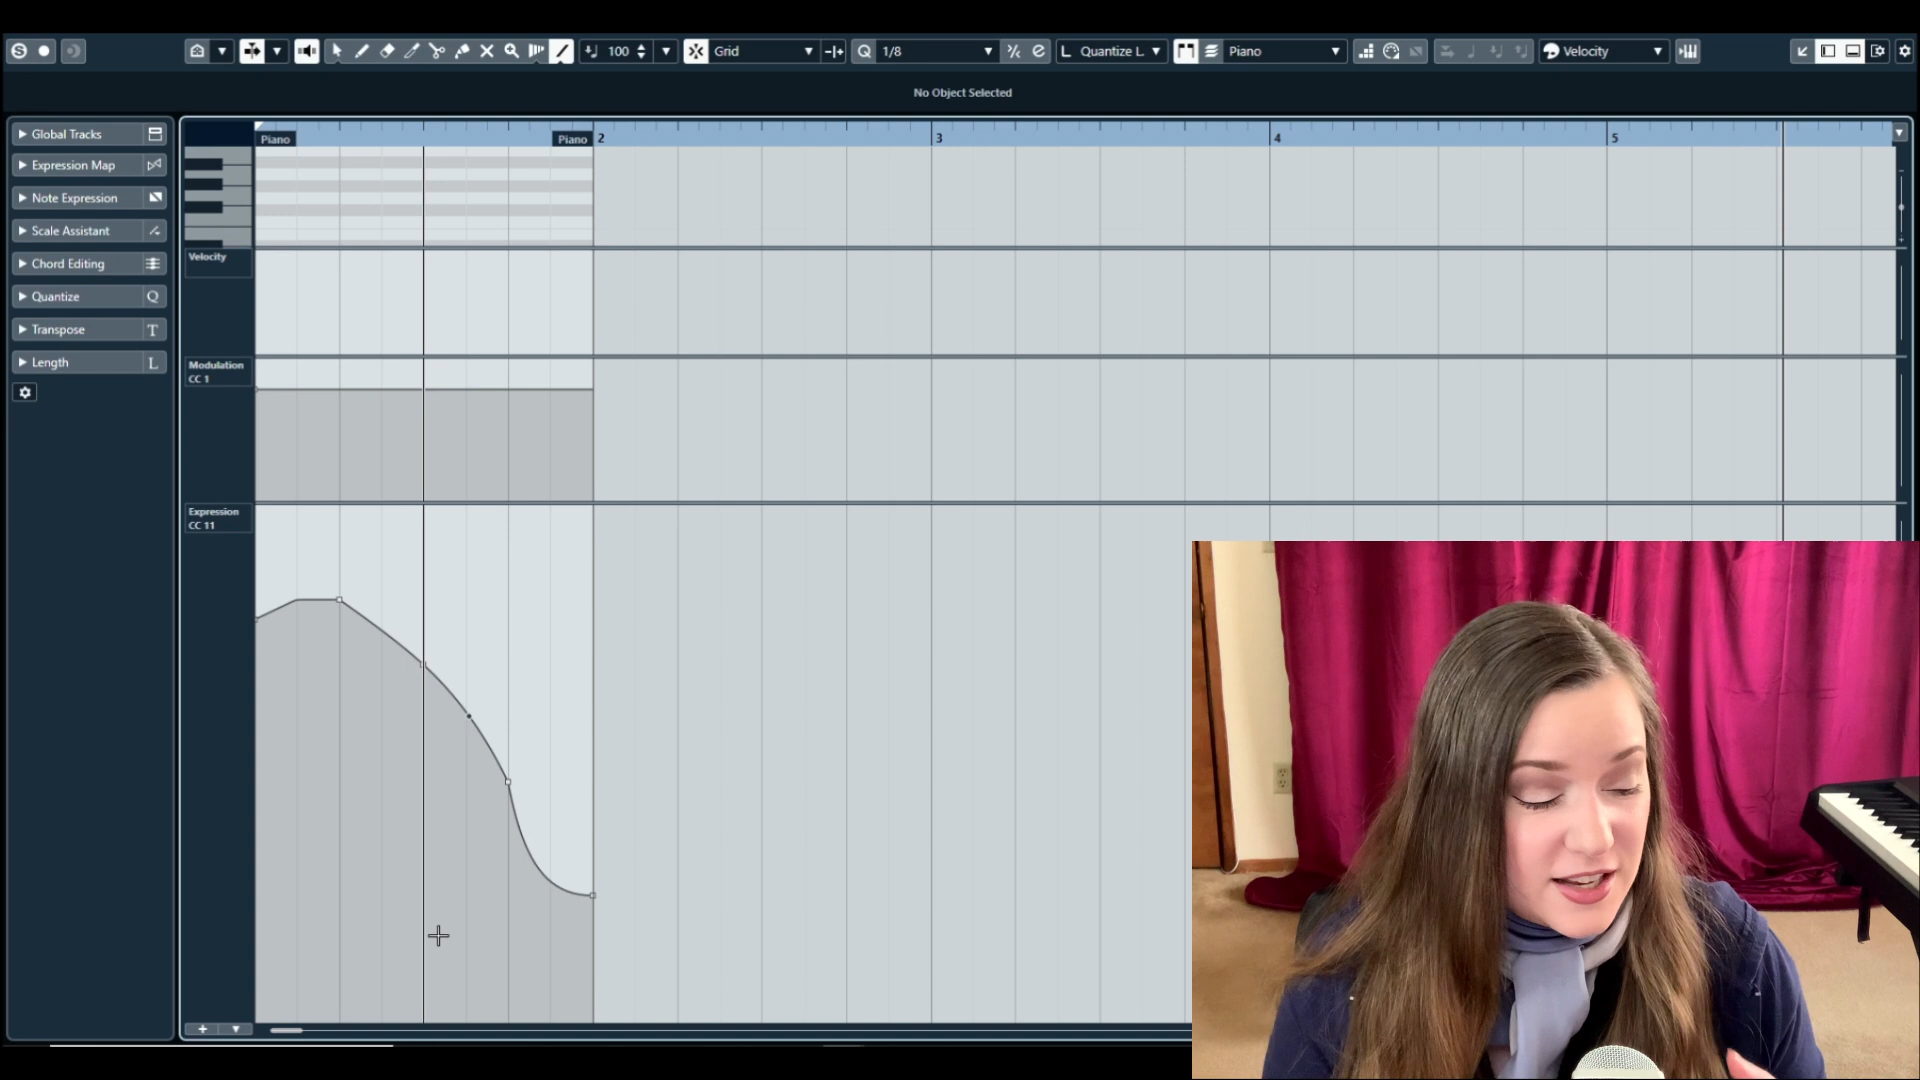 100 Grid 1/8 Quantize L. Piano Velocity
No Object Selected
Global Tracks
Expression Map
Note Expression
Scale Assistant
Chord Editing
Quantize Q
Transpose T
Length L
Piano Piano 2 3 4 5
Velocity
Modulation
CC 1
Expression
CC 11